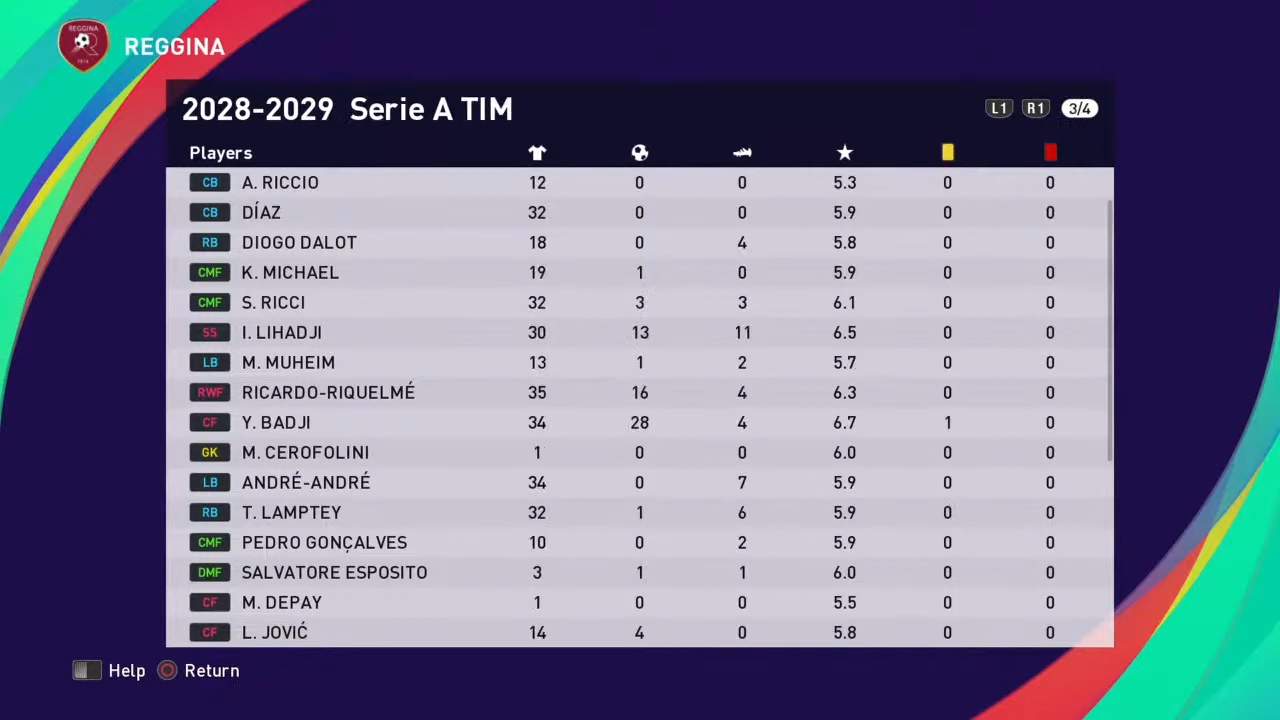 REGGINA
1914
REGGINA
2028-2029 Serie A TIM L1 R1 3/4
Players
CB A. RICCIO 12 0 0 5.3 0 0
CB DÍAZ 32 0 0 5.9 0 0
RB DIOGO DALOT 18 0 4 5.8 0 0
CMF K. MICHAEL 19 1 0 5.9 0 0
CMF S. RICCI 32 3 3 6.1 0 0
SS I. LIHADJI 30 13 11 6.5 0 0
LB M. MUHEIM 13 1 2 5.7 0 0
RWF RICARDO-RIQUELMÉ 35 16 4 6.3 0 0
CF Y. BADJI 34 28 4 6.7 1 0
GK M. CEROFOLINI 1 0 0 6.0 0 0
LB ANDRÉ-ANDRÉ 34 0 7 5.9 0 0
RB T. LAMPTEY 32 1 6 5.9 0 0
CMF PEDRO GONÇALVES 10 0 2 5.9 0 0
DMF SALVATORE ESPOSITO 3 1 1 6.0 0 0
CF M. DEPAY 1 0 0 5.5 0 0
CF L. JOVIĆ 14 4 0 5.8 0 0
Help Return